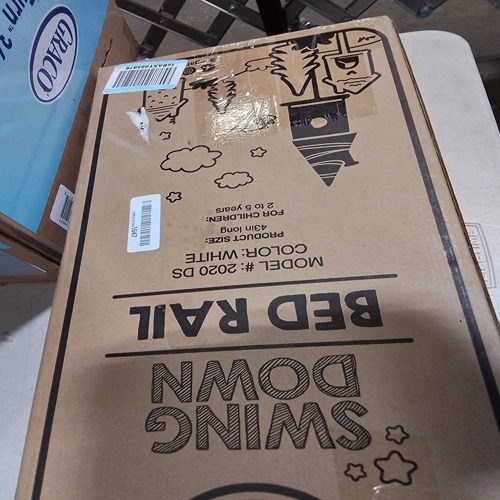 SWING
DOWN
BED RAIL
MODEL #: 2020 DS
COLOR: WHITE
PRODUCT SIZE:
43in long
FOR CHILDREN:
2 to 5 years
GRACO